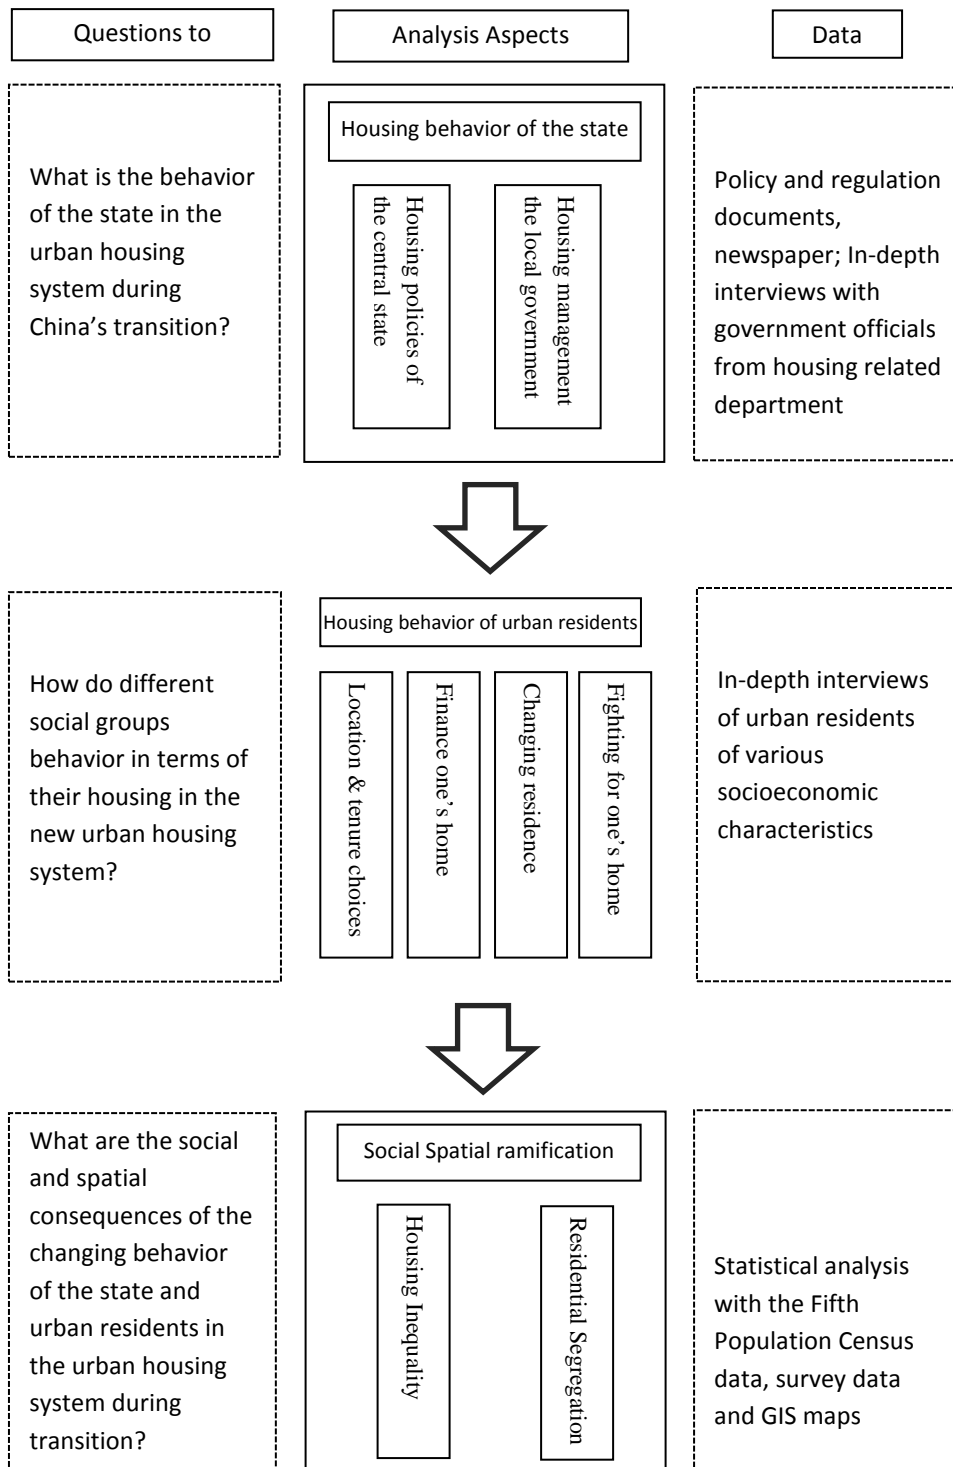 Questions to
Analysis Aspects
Data
What is the behavior
of the state in the
urban housing
system during
China’s transition?
Housing behavior of the state
Housing policies of
the central state
Housing management
the local government
Policy and regulation
documents,
newspaper; In-depth
interviews with
government officials
from housing related
department
How do different
social groups
behavior in terms of
their housing in the
new urban housing
system?
Housing behavior of urban residents
Location & tenure choices
Finance one’s home
Changing residence
Fighting for one’s home
In-depth interviews
of urban residents
of various
socioeconomic
characteristics
What are the social
and spatial
consequences of the
changing behavior
of the state and
urban residents in
the urban housing
system during
transition?
Social Spatial ramification
Housing Inequality
Residential Segregation
Statistical analysis
with the Fifth
Population Census
data, survey data
and GIS maps